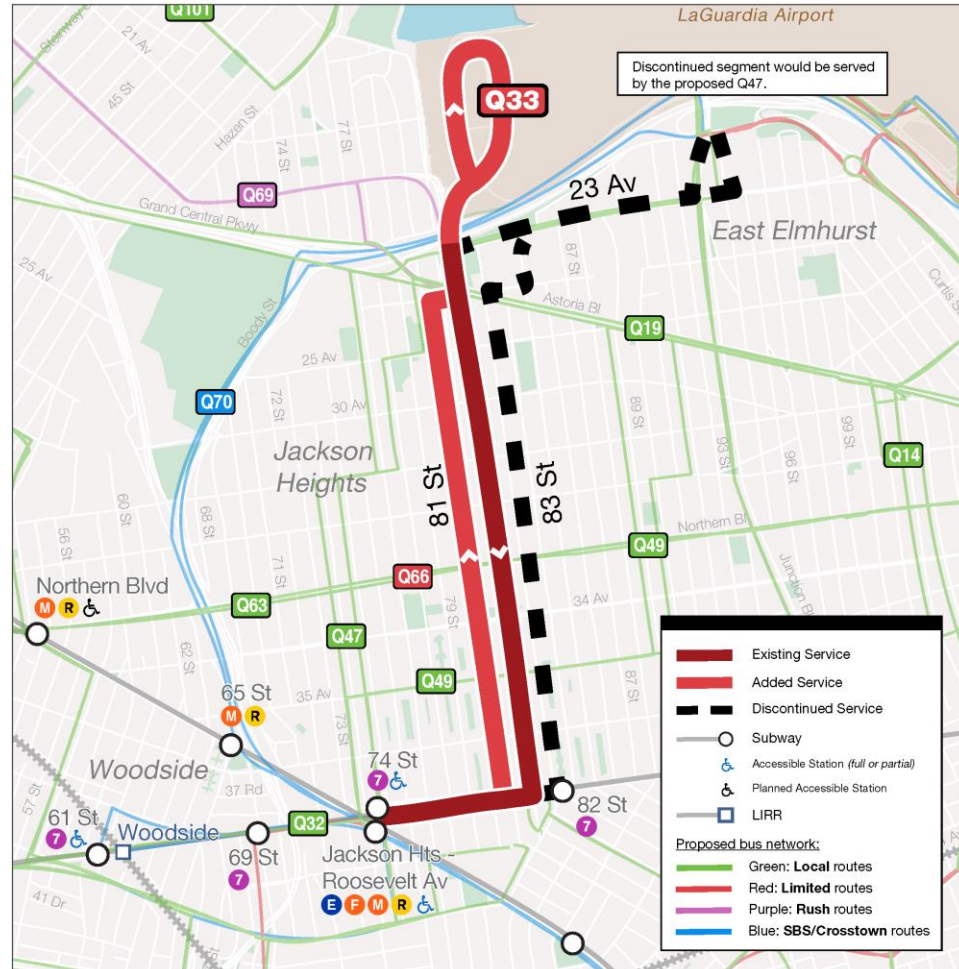 Q101
LaGuardia Airport
Stenway St
21 Av
45 St
Hazen St
74 St
77 St
Discontinued segment would be served
by the proposed Q47.
Q33
Q69
Grand Central Pkwy
23 Av
87 St
East Elmhurst
25 Av
Boody St
Astoria Bl
Curtis St
Q19
25 Av
Q70
72 St
30 Av
89 St
99 St
Jackson
Heights
81 St
83 St
93 St
96 St
Q14
60 St
68 St
56 St
71 St
Northern Bl
Q49
Q66
Northern Blvd
M R
Q63
79 St
34 Av
Junction Bl
62 St
Q47
Q49
35 Av
87 St
65 St
M R
73 St
74 St
7
Woodside
37 Rd
57 St
61 St
7
Woodside
Q32
69 St
7
82 St
7
Jackson Hts -
Roosevelt Av
E F M R
41 Dr
Existing Service
Added Service
Discontinued Service
Subway
Accessible Station (full or partial)
Planned Accessible Station
LIRR
Proposed bus network:
Green: Local routes
Red: Limited routes
Purple: Rush routes
Blue: SBS/Crosstown routes